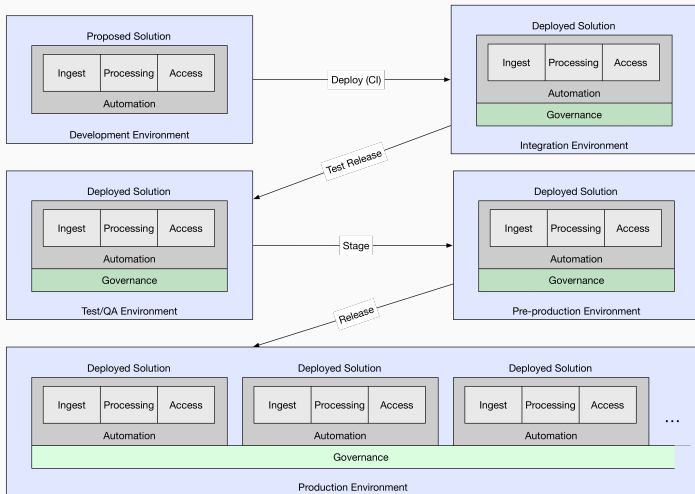 Proposed Solution
Ingest Processing Access
Automation
Development Environment
Deploy (CI)
Deployed Solution
Ingest Processing Access
Automation
Governance
Integration Environment
Test Release
Deployed Solution
Ingest Processing Access
Automation
Governance
Test/QA Environment
Stage
Deployed Solution
Ingest Processing Access
Automation
Governance
Pre-production Environment
Release
Deployed Solution Deployed Solution Deployed Solution
Ingest Processing Access Ingest Processing Access Ingest Processing Access ...
Automation Automation Automation
Governance
Production Environment